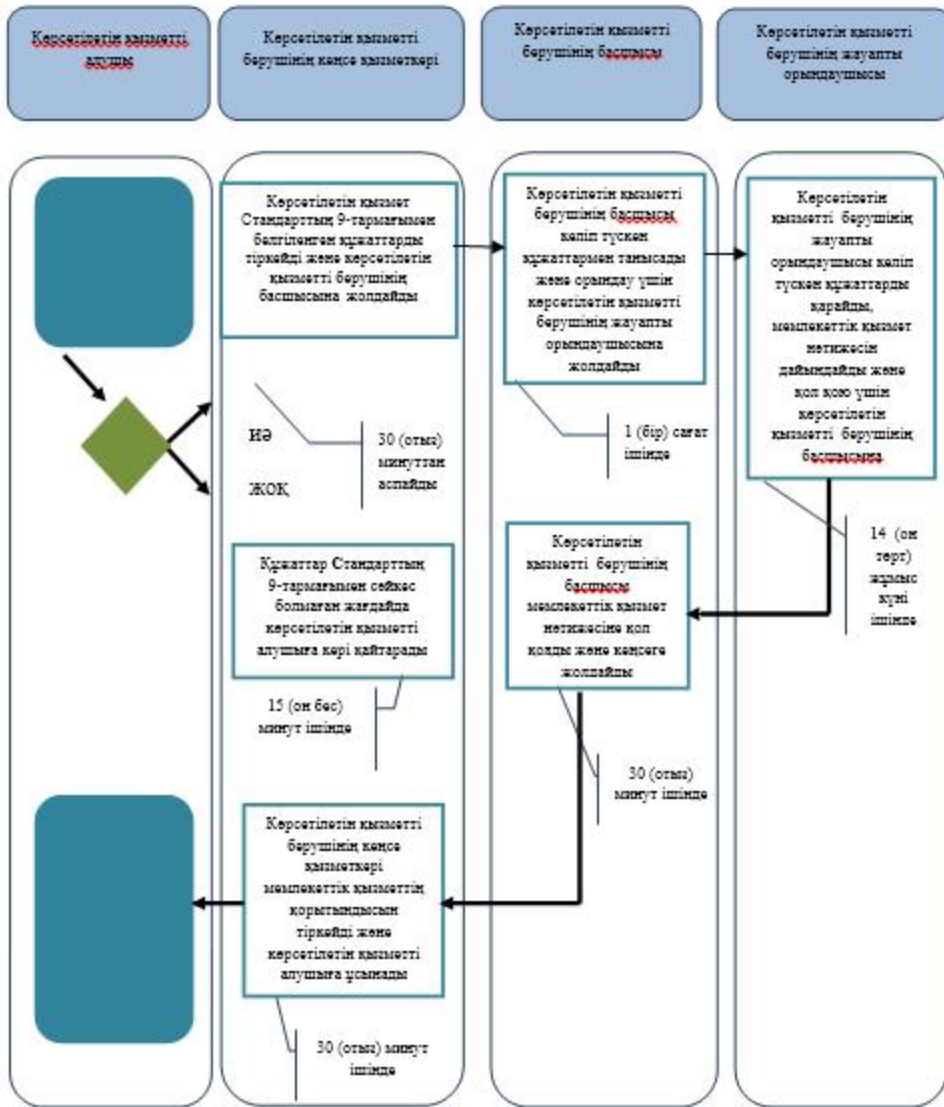 Көрсетілетін қызметті
алушы
Көрсетілетін қызметті
берушінің кеңсе қызметкері
Көрсетілетін қызметті
берушінің басшысы
Көрсетілетін қызметті
берушінің жауапты
орындаушысы
Көрсетілетін қызмет
Стандарттың 9-тармағымен
белгіленген құжаттарды
тіркейді және көрсетілетін
қызметті берушінің
басшысына жолдайды
Көрсетілетін қызметті
берушінің басшысы
келіп түскен
құжаттармен танысады
және орындау үшін
көрсетілетін қызметті
берушінің жауапты
орындаушысына
жолдайды
Көрсетілетін
қызметті берушінің
жауапты
орындаушысы келіп
түскен құжаттарды
қарайды,
мемлекеттік қызмет
нәтижесін
дайындайды және
қол қою үшін
көрсетілетін
қызметті берушінің
басшысына
ИӘ
ЖОҚ
30 (отыз)
минуттан
аспайды
1 (бір) сағат
ішінде
14 (он
төрт)
жұмыс
күні
ішінде
Құжаттар Стандарттың
9-тармағымен сәйкес
болмаған жағдайда
көрсетілетін қызметті
алушыға кері қайтарады
Көрсетілетін
қызметті берушінің
басшысы
мемлекеттік қызмет
нәтижесіне қол
қояды және кеңсеге
жолдайды
15 (он бес)
минут ішінде
30 (отыз)
минут ішінде
Көрсетілетін қызметті
берушінің кеңсе
қызметкері
мемлекеттік қызметтің
қорытындысын
тіркейді және
көрсетілетін қызметті
алушыға ұсынады
30 (отыз) минут
ішінде